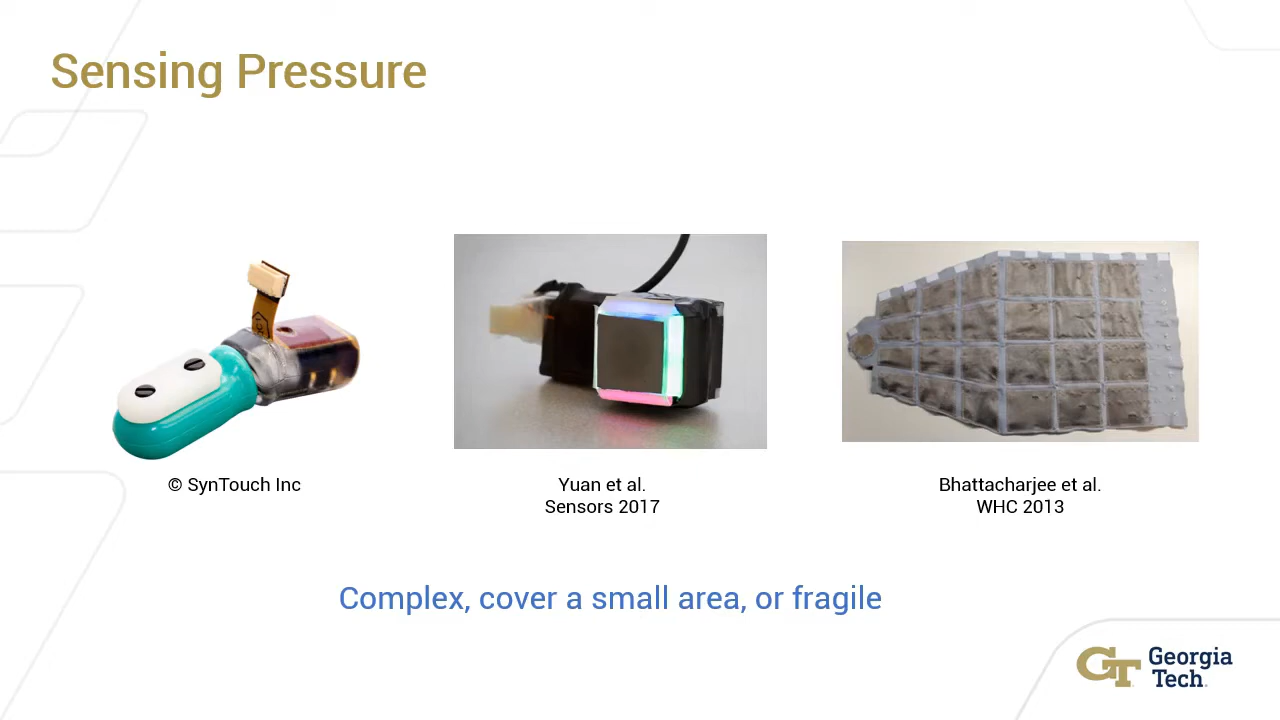 Sensing Pressure
© SynTouch Inc
Yuan et al.
Sensors 2017
Bhattacharjee et al.
WHC 2013
Complex, cover a small area, or fragile
GT Georgia
Tech